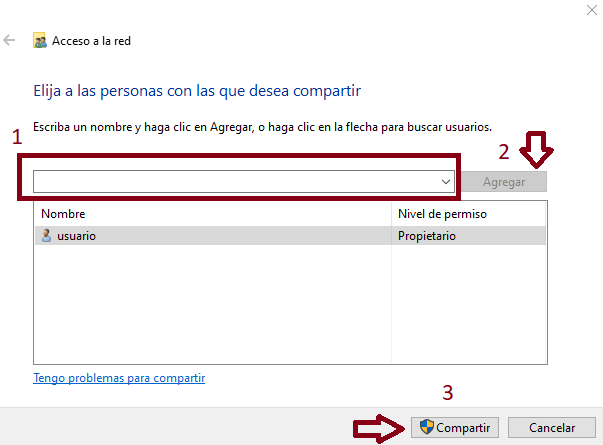 Acceso a la red
Elija a las personas con las que desea compartir
1
Escriba un nombre y haga clic en Agregar, o haga clic en la flecha para buscar usuarios.
2
Agregar
Nombre Nivel de permiso
usuario Propietario
Tengo problemas para compartir
3
Compartir Cancelar